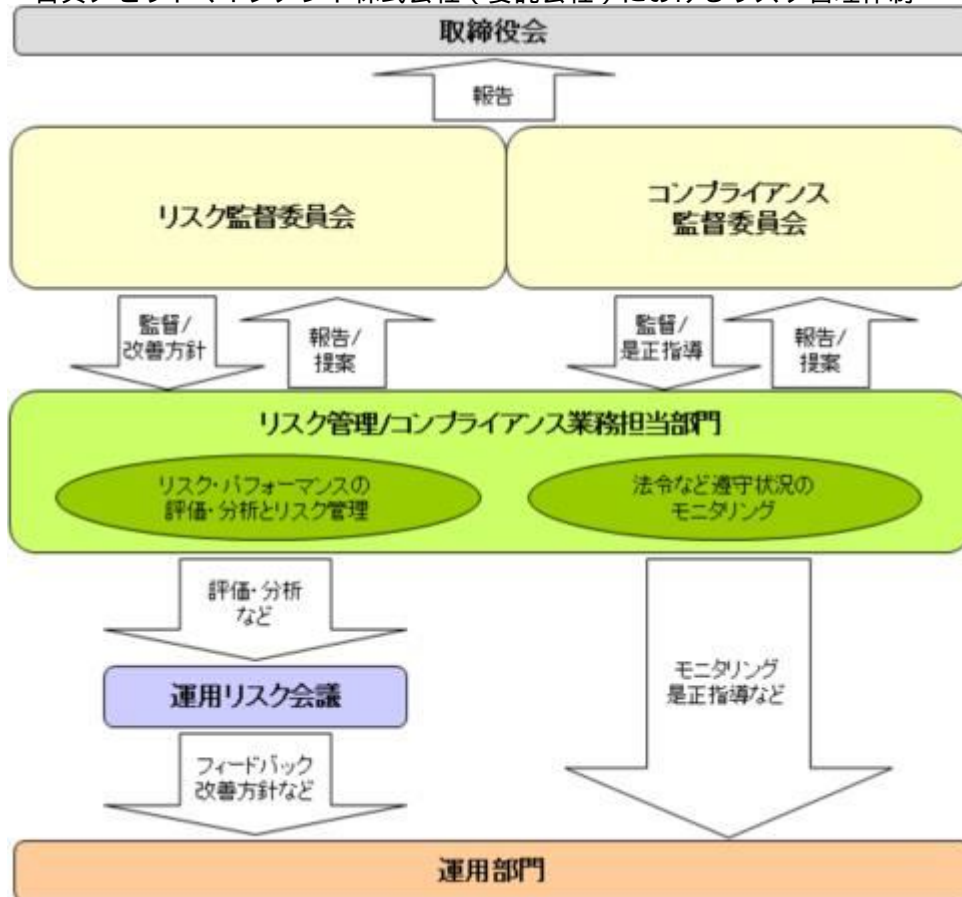 取締役会
報告
リスク監督委員会
コンプライアンス
監督委員会
監督/
改善方針
報告/
提案
監督/
是正指導
報告/
提案
リスク管理/コンプライアンス業務担当部門
リスク・パフォーマンスの
評価・分析とリスク管理
法令など遵守状況の
モニタリング
評価・分析
など
運用リスク会議
モニタリング
是正指導など
フィードバック
改善方針など
運用部門